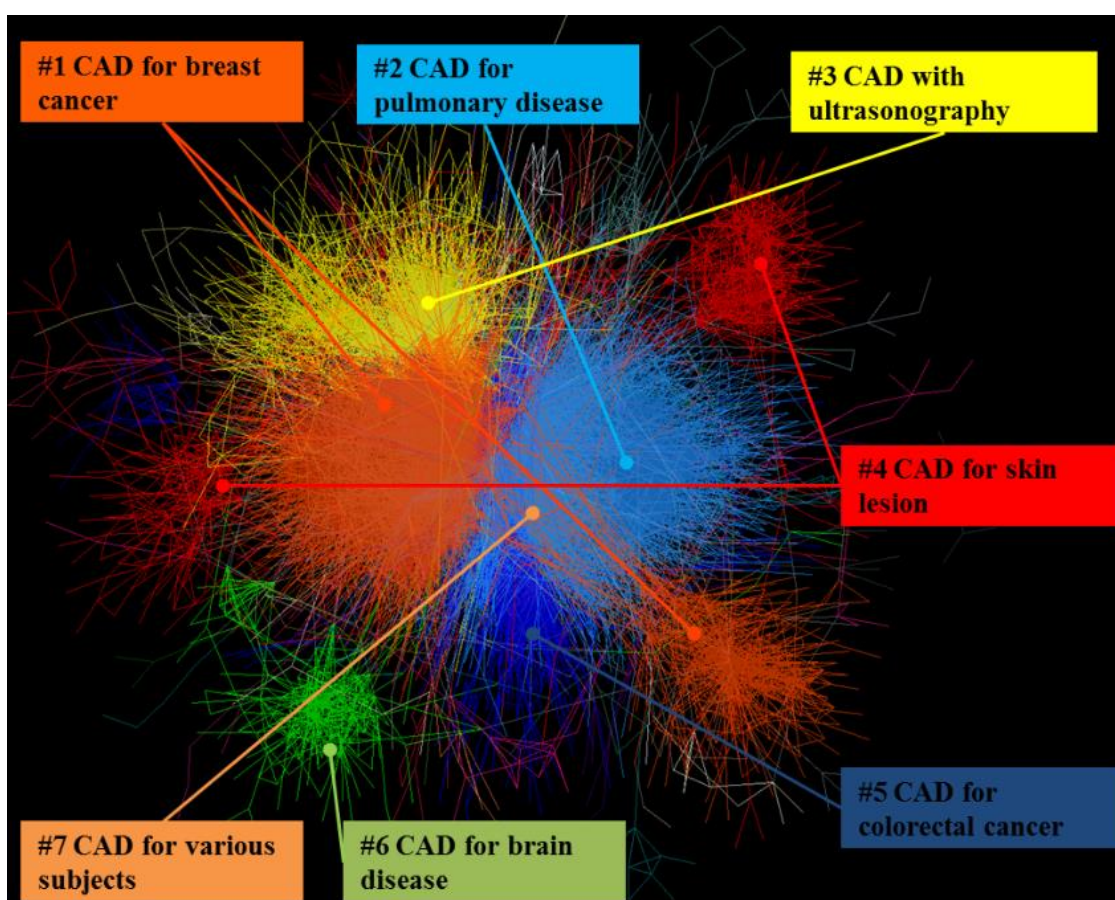 #1 CAD for breast
cancer
#2 CAD for
pulmonary disease
#3 CAD with
ultrasonography
#4 CAD for skin
lesion
#5 CAD for
colorectal cancer
#7 CAD for various
subjects
#6 CAD for brain
disease